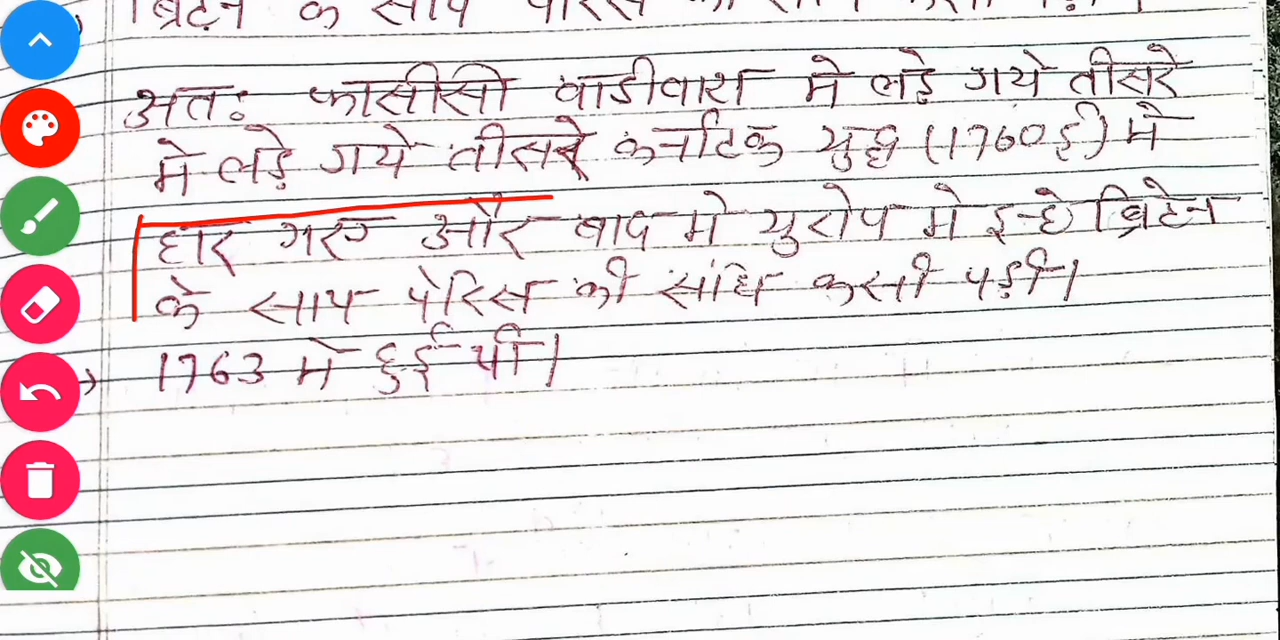 ब्रिटेन के साथ
अतः फ्रासीसी वाडीवाश मे लड़े गये तीसरे
मे लड़े गये तीसरे कर्नाटक युद्ध (1760ई) मे
हार गए और बाद मे युरोप मे इन्हे ब्रिटेन
के साथ पेरिस की संधि करनी पड़ी।
→ 1763 मे हुई थी।